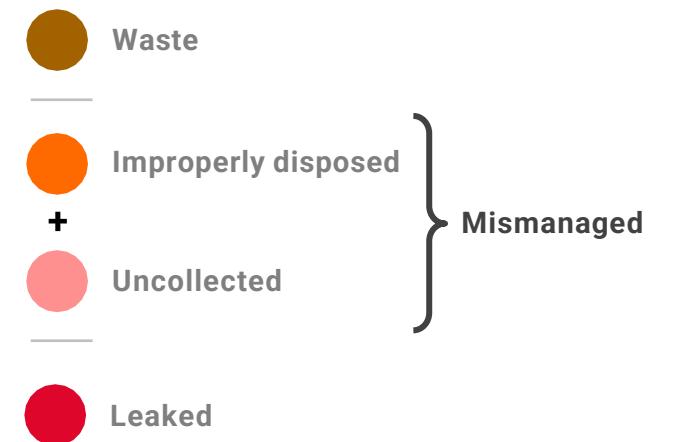 Waste
Improperly disposed
+
Mismanaged
Uncollected
Leaked